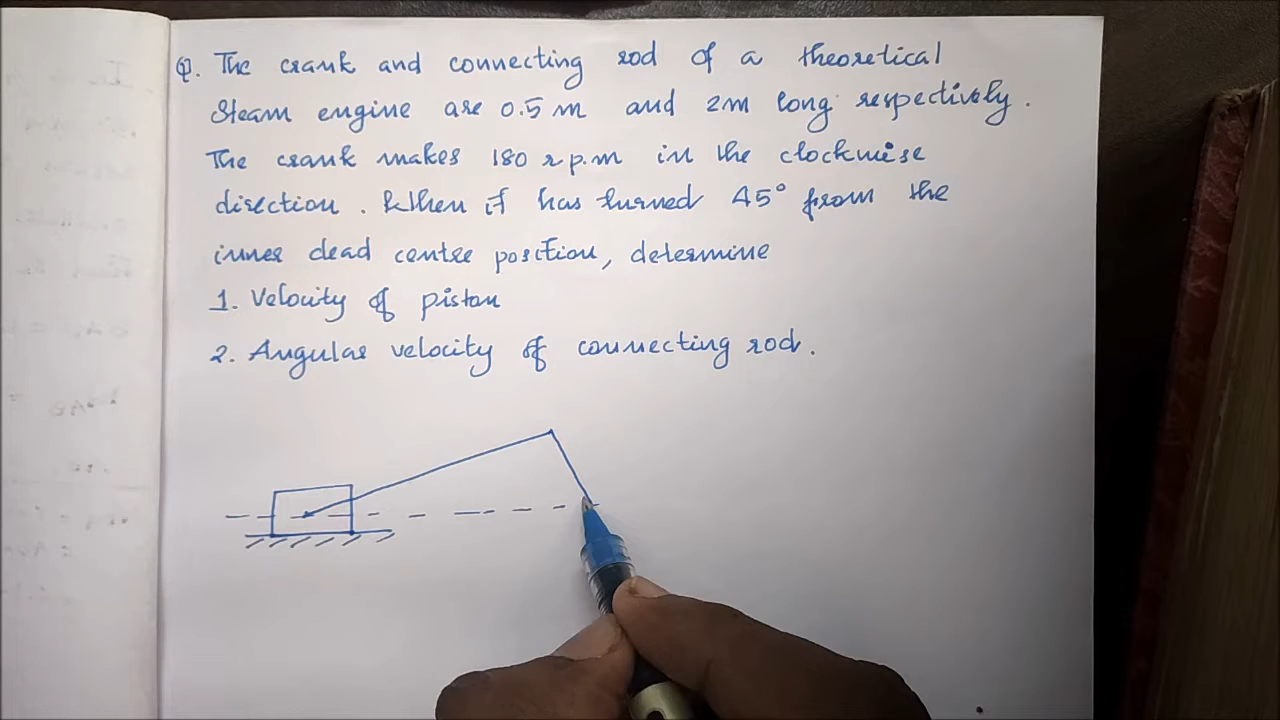 Q. The crank and connecting rod of a theoretical
Steam engine are 0.5 m and 2m long respectively.
The crank makes 180 r.p.m in the clockwise
direction. When it has turned 45° from the
inner dead centre position, determine
1. Velocity of piston
2. Angular velocity of connecting rod.